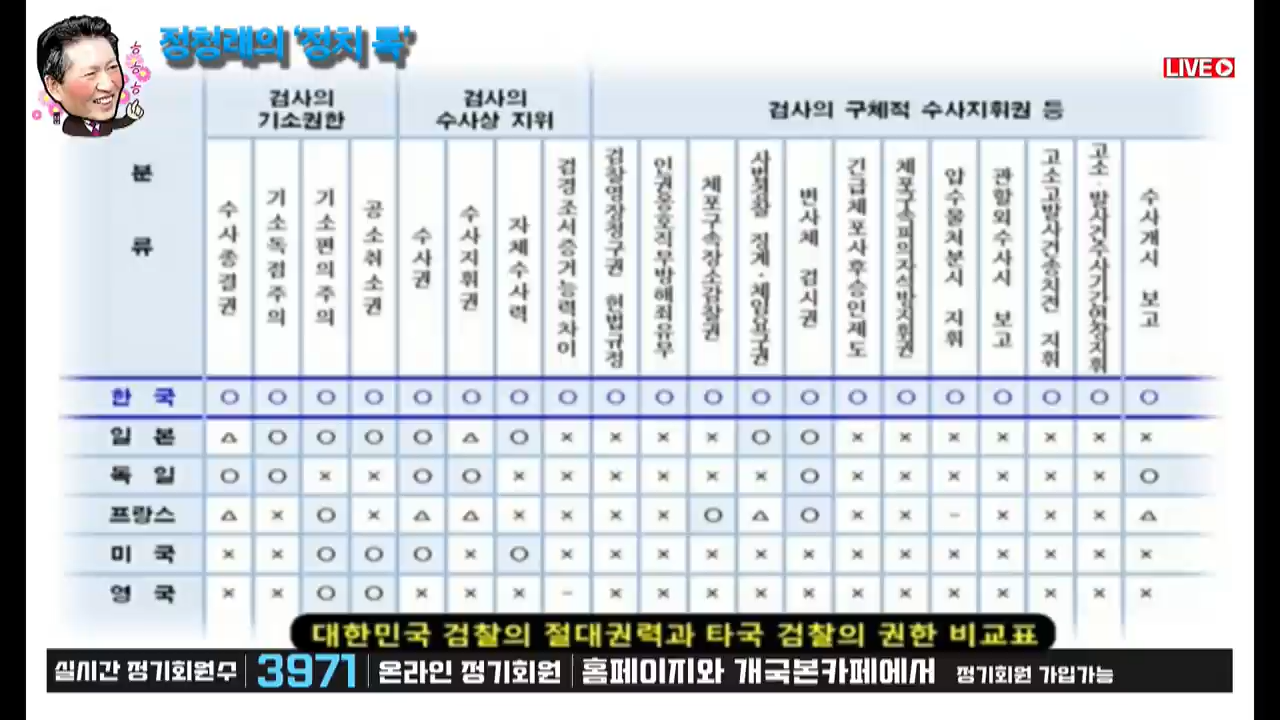 정청래의 '정치 톡'
LIVE
ㅎ
ㅎ
ㅎ
분류
검사의
기소권한
검사의
수사상 지위
검사의 구체적 수사지휘권 등
수사종결권
기소독점주의
기소편의주의
공소취소권
수사권
수사지휘권
자체수사력
검경조서증거능력차이
검찰영장청구권 헌법규정
인권옹호직무방해죄유무
체포구속장소감찰권
사법경찰 징계·체임요구권
변사체 검시권
긴급체포사후승인제도
체포구속피의자석방지휘권
압수물처분시 지휘
관할외수사시 보고
고소고발사건송치전 지휘
고소·발사건수사기간연장지휘
수사개시 보고
한국 ○ ○ ○ ○ ○ ○ ○ ○ ○ ○ ○ ○ ○ ○ ○ ○ ○ ○ ○ ○
일본 △ ○ ○ ○ ○ △ ○ × × × × ○ ○ × × × × × × ×
독일 ○ ○ × × ○ ○ × × × × × × ○ × × × × × × ○
프랑스 △ × ○ × △ △ × × × × ○ △ ○ × × - × × × △
미국 × × ○ ○ ○ × ○ × × × × × × × × × × × × ×
영국 × × ○ ○ × × × - × × × × × × × × × × × ×
대한민국 검찰의 절대권력과 타국 검찰의 권한 비교표
실시간 정기회원수 3971 온라인 정기회원 홈페이지와 개국본카페에서 정기회원 가입가능